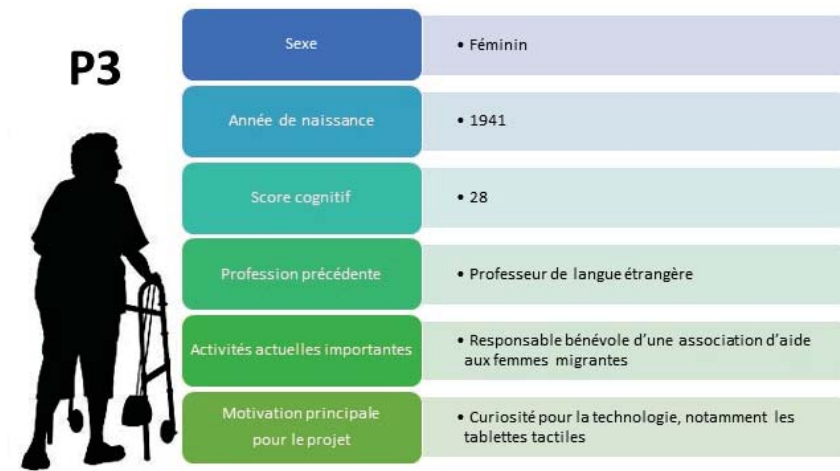 P3
Sexe
• Féminin
Année de naissance
• 1941
Score cognitif
• 28
Profession précédente
• Professeur de langue étrangère
Activités actuelles importantes
• Responsable bénévole d'une association d'aide
aux femmes migrantes
Motivation principale
pour le projet
• Curiosité pour la technologie, notamment les
tablettes tactiles